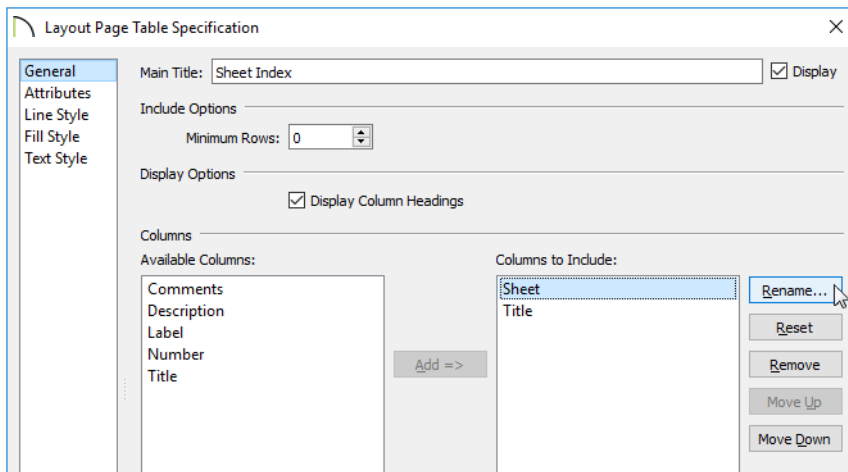 Layout Page Table Specification
General
Attributes
Line Style
Fill Style
Text Style
Main Title: Sheet Index Display
Include Options
Minimum Rows: 0
Display Options
Display Column Headings
Columns
Available Columns:
Comments
Description
Label
Number
Title
Add =>
Columns to Include:
Sheet
Title
Rename...
Reset
Remove
Move Up
Move Down